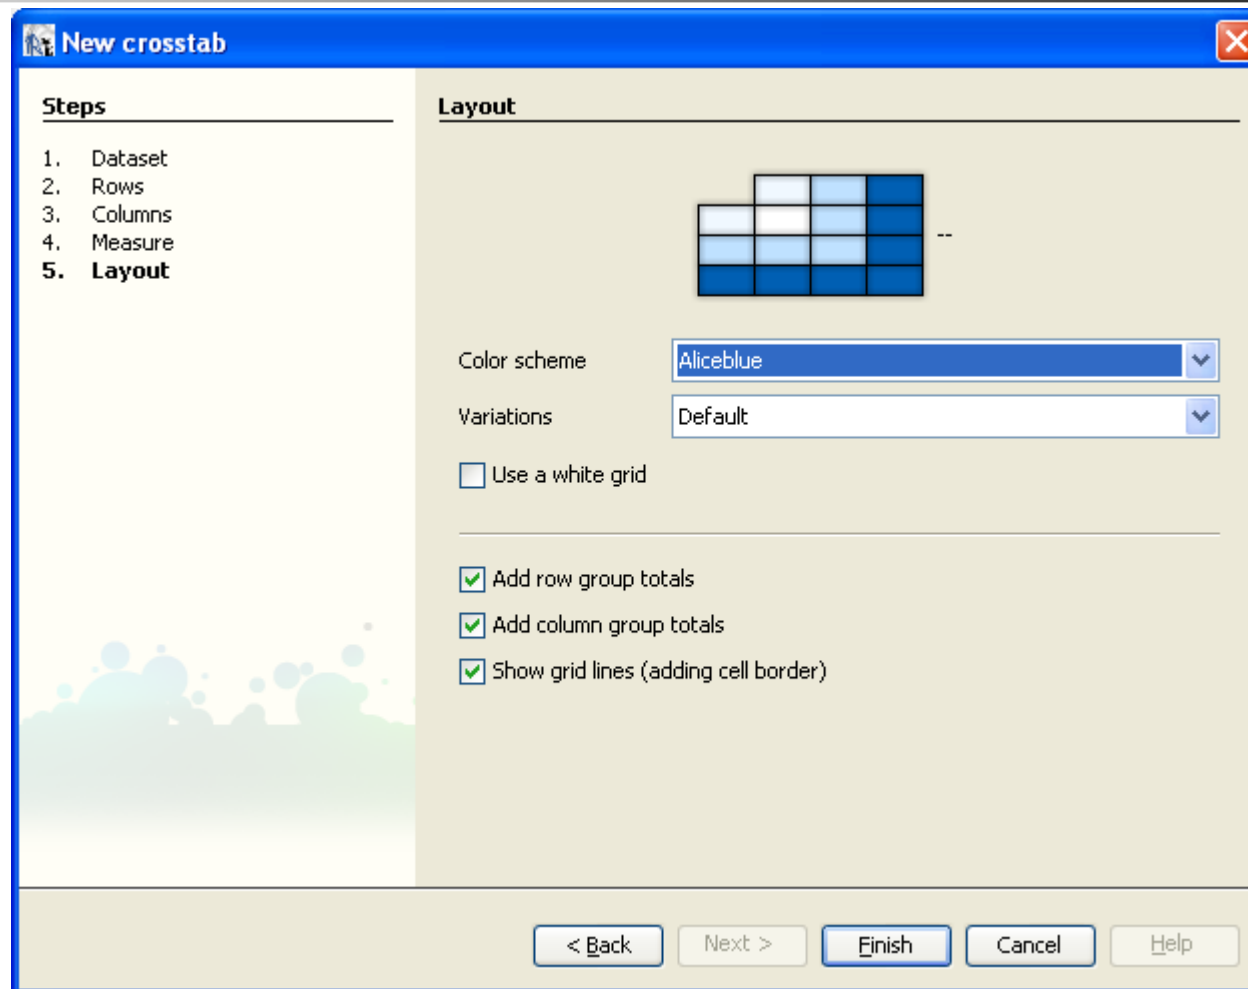 New crosstab
Steps
1. Dataset
2. Rows
3. Columns
4. Measure
5. Layout
Layout
--
Color scheme Aliceblue
Variations Default
Use a white grid
Add row group totals
Add column group totals
Show grid lines (adding cell border)
< Back Next > Finish Cancel Help